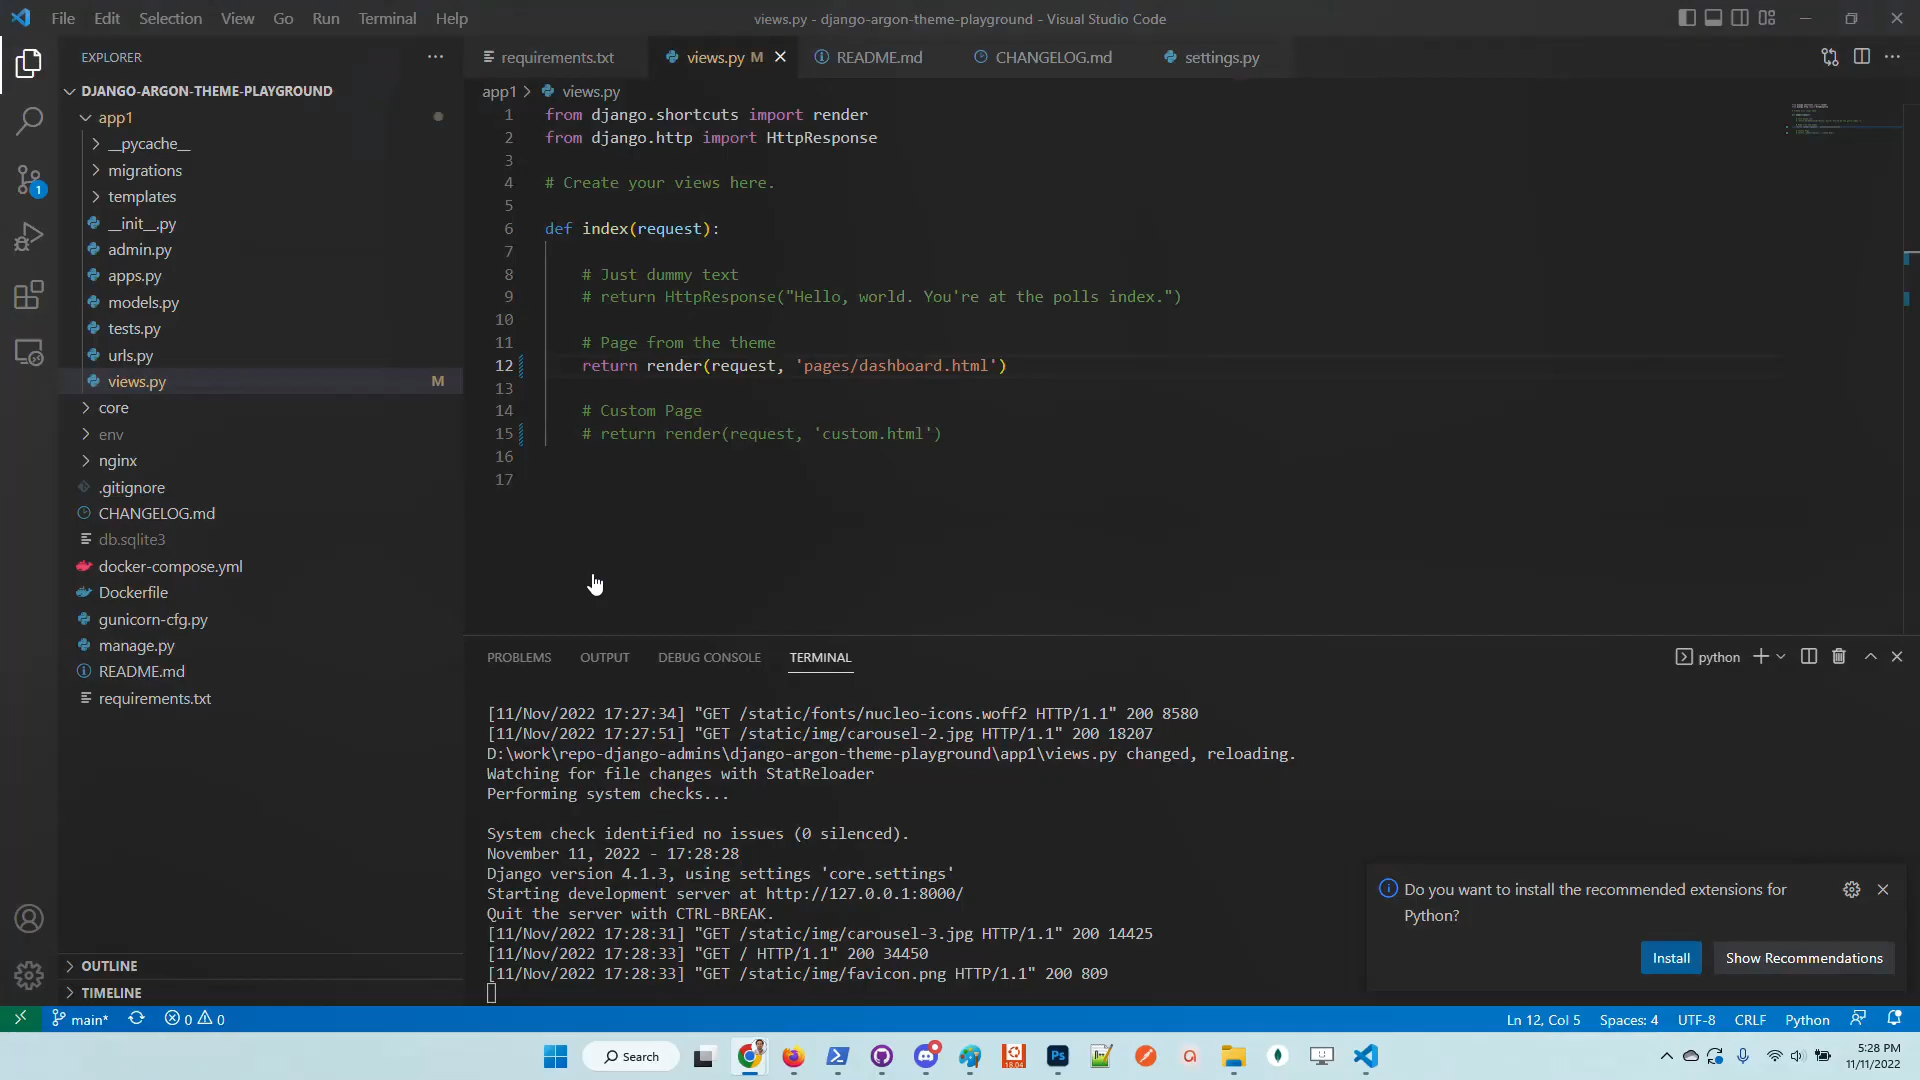 File Edit Selection View Go Run Terminal Help
views.py - django-argon-theme-playground - Visual Studio Code
EXPLORER
requirements.txt
views.py M
README.md
CHANGELOG.md
settings.py
DJANGO-ARGON-THEME-PLAYGROUND
app1
__pycache__
migrations
templates
__init__.py
admin.py
apps.py
models.py
tests.py
urls.py
views.py M
core
env
nginx
.gitignore
CHANGELOG.md
db.sqlite3
docker-compose.yml
Dockerfile
gunicorn-cfg.py
manage.py
README.md
requirements.txt
OUTLINE
TIMELINE
1
app1 > views.py
1 from django.shortcuts import render
2 from django.http import HttpResponse
3
4 # Create your views here.
5
6 def index(request):
7
8 # Just dummy text
9 # return HttpResponse("Hello, world. You're at the polls index.")
10
11 # Page from the theme
12 return render(request, 'pages/dashboard.html')
13
14 # Custom Page
15 # return render(request, 'custom.html')
16
17
PROBLEMS OUTPUT DEBUG CONSOLE TERMINAL
python
[11/Nov/2022 17:27:34] "GET /static/fonts/nucleo-icons.woff2 HTTP/1.1" 200 8580
[11/Nov/2022 17:27:51] "GET /static/img/carousel-2.jpg HTTP/1.1" 200 18207
D:\work\repo-django-admins\django-argon-theme-playground\app1\views.py changed, reloading.
Watching for file changes with StatReloader
Performing system checks...
System check identified no issues (0 silenced).
November 11, 2022 - 17:28:28
Django version 4.1.3, using settings 'core.settings'
Starting development server at http://127.0.0.1:8000/
Quit the server with CTRL-BREAK.
[11/Nov/2022 17:28:31] "GET /static/img/carousel-3.jpg HTTP/1.1" 200 14425
[11/Nov/2022 17:28:33] "GET / HTTP/1.1" 200 34450
[11/Nov/2022 17:28:33] "GET /static/img/favicon.png HTTP/1.1" 200 809
Do you want to install the recommended extensions for
Python?
Install
Show Recommendations
main*
0
0
Ln 12, Col 5
Spaces: 4
UTF-8
CRLF
Python
Search
Ps
18.04
5:28 PM
11/11/2022